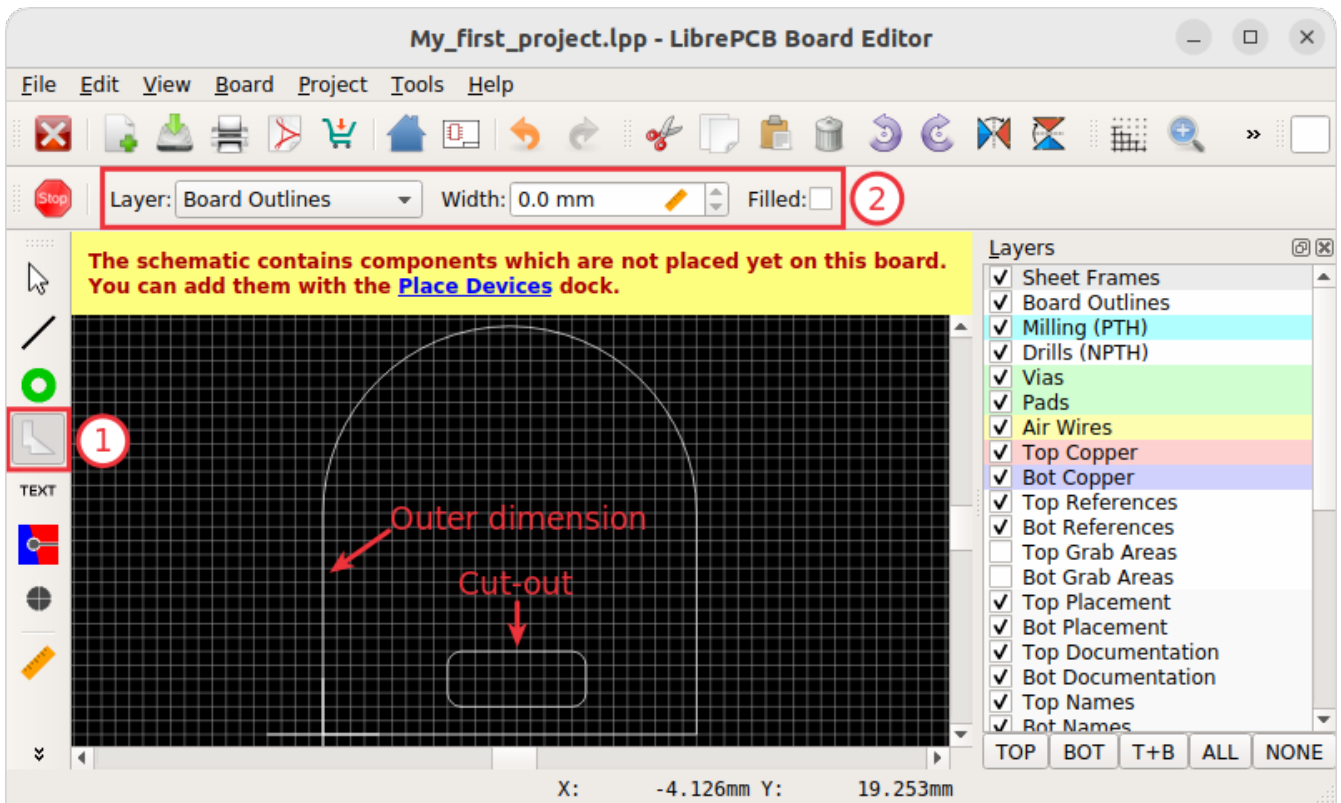 My_first_project.lpp - LibrePCB Board Editor
File Edit View Board Project Tools Help
»
Stop
Layer: Board Outlines Width: 0.0 mm Filled: 2
The schematic contains components which are not placed yet on this board.
You can add them with the Place Devices dock.
1
TEXT
Outer dimension
Cut-out
Layers
Sheet Frames
Board Outlines
Milling (PTH)
Drills (NPTH)
Vias
Pads
Air Wires
Top Copper
Bot Copper
Top References
Bot References
Top Grab Areas
Bot Grab Areas
Top Placement
Bot Placement
Top Documentation
Bot Documentation
Top Names
Bot Names
TOP BOT T+B ALL NONE
X: -4.126mm Y: 19.253mm